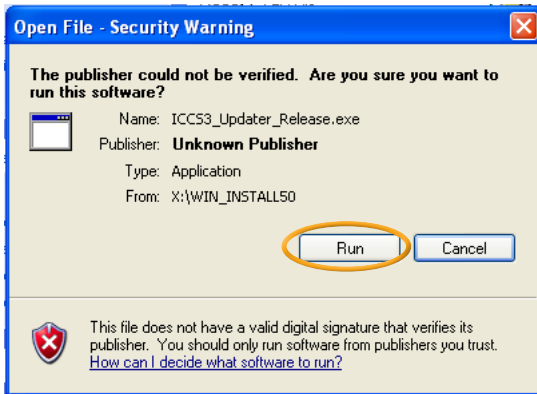 Open File - Security Warning
The publisher could not be verified. Are you sure you want to
run this software?
Name: ICCS3_Updater_Release.exe
Publisher: Unknown Publisher
Type: Application
From: X:\WIN_INSTALL50
Run Cancel
This file does not have a valid digital signature that verifies its
publisher. You should only run software from publishers you trust.
How can I decide what software to run?